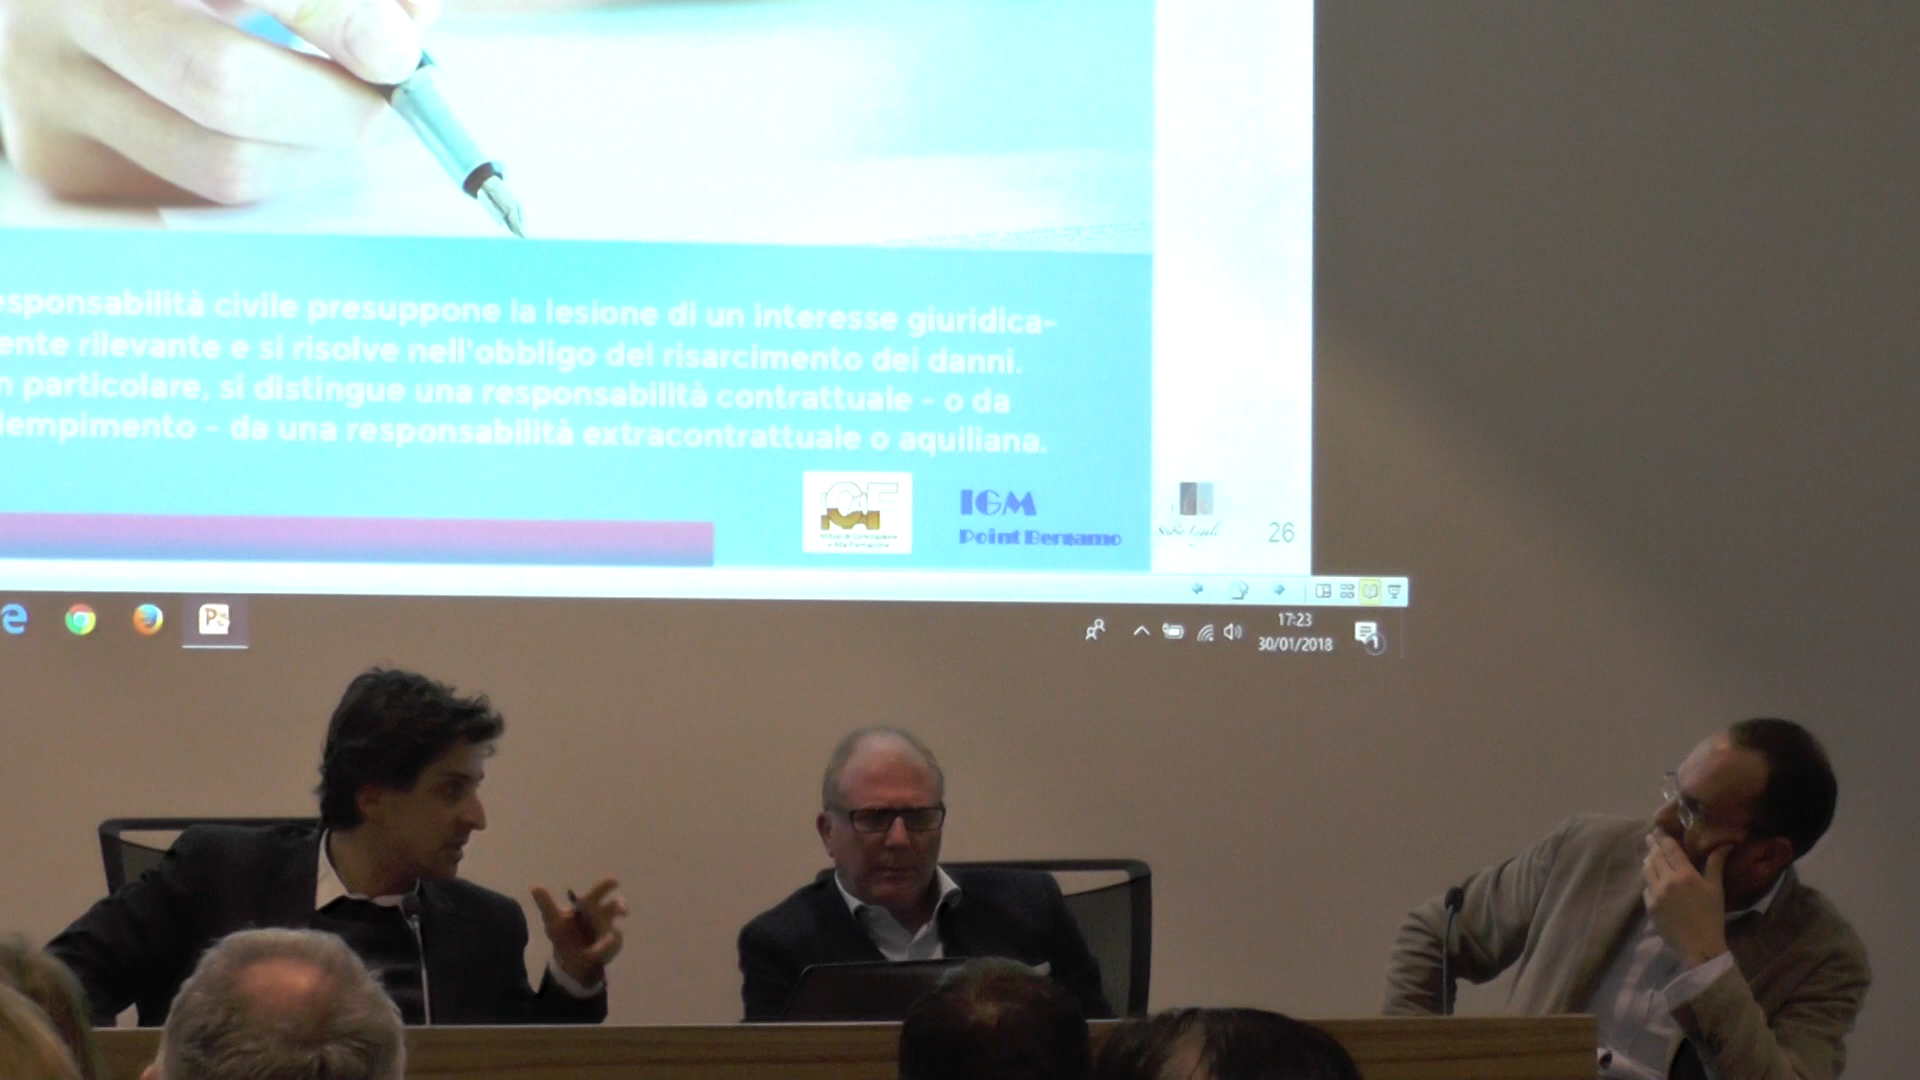 esponsabilità civile presuppone la lesione di un interesse giuridica-
ente rilevante e si risolve nell'obbligo del risarcimento dei danni.
n particolare, si distingue una responsabilità contrattuale - o da
dempimento - da una responsabilità extracontrattuale o aquiliana.
IGM
Point Bergamo
26
17:23
30/01/2018
1